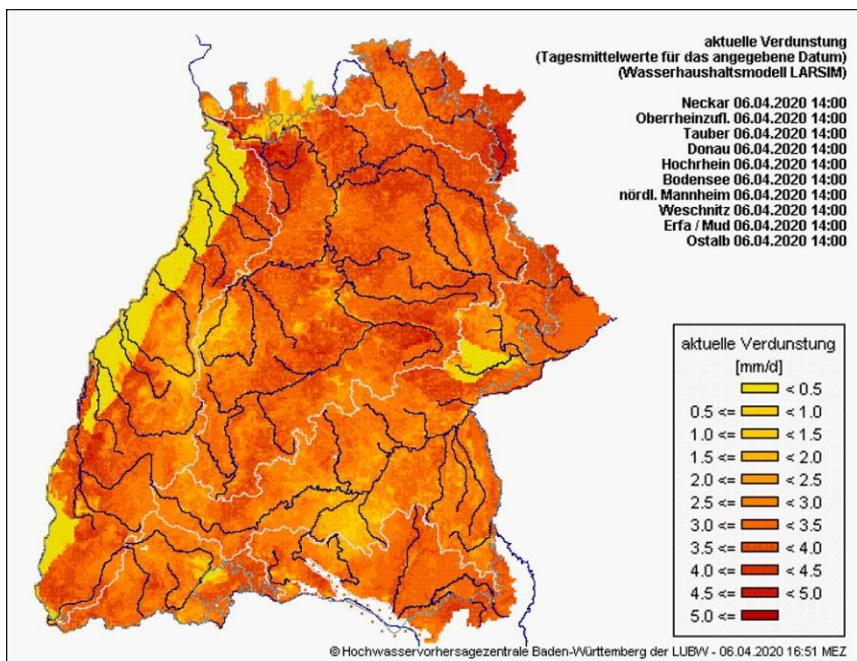 aktuelle Verdunstung
(Tagesmittelwerte für das angegebene Datum)
(Wasserhaushaltsmodell LARSIM)
Neckar 06.04.2020 14:00
Oberrheinzufl. 06.04.2020 14:00
Tauber 06.04.2020 14:00
Donau 06.04.2020 14:00
Hochrhein 06.04.2020 14:00
Bodensee 06.04.2020 14:00
nördl. Mannheim 06.04.2020 14:00
Weschnitz 06.04.2020 14:00
Erfa / Mud 06.04.2020 14:00
Ostalb 06.04.2020 14:00
aktuelle Verdunstung
[mm/d]
< 0.5
0.5 <= < 1.0
1.0 <= < 1.5
1.5 <= < 2.0
2.0 <= < 2.5
2.5 <= < 3.0
3.0 <= < 3.5
3.5 <= < 4.0
4.0 <= < 4.5
4.5 <= < 5.0
5.0 <=
© Hochwasservorhersagezentrale Baden-Württemberg der LUBW - 06.04.2020 16:51 MEZ